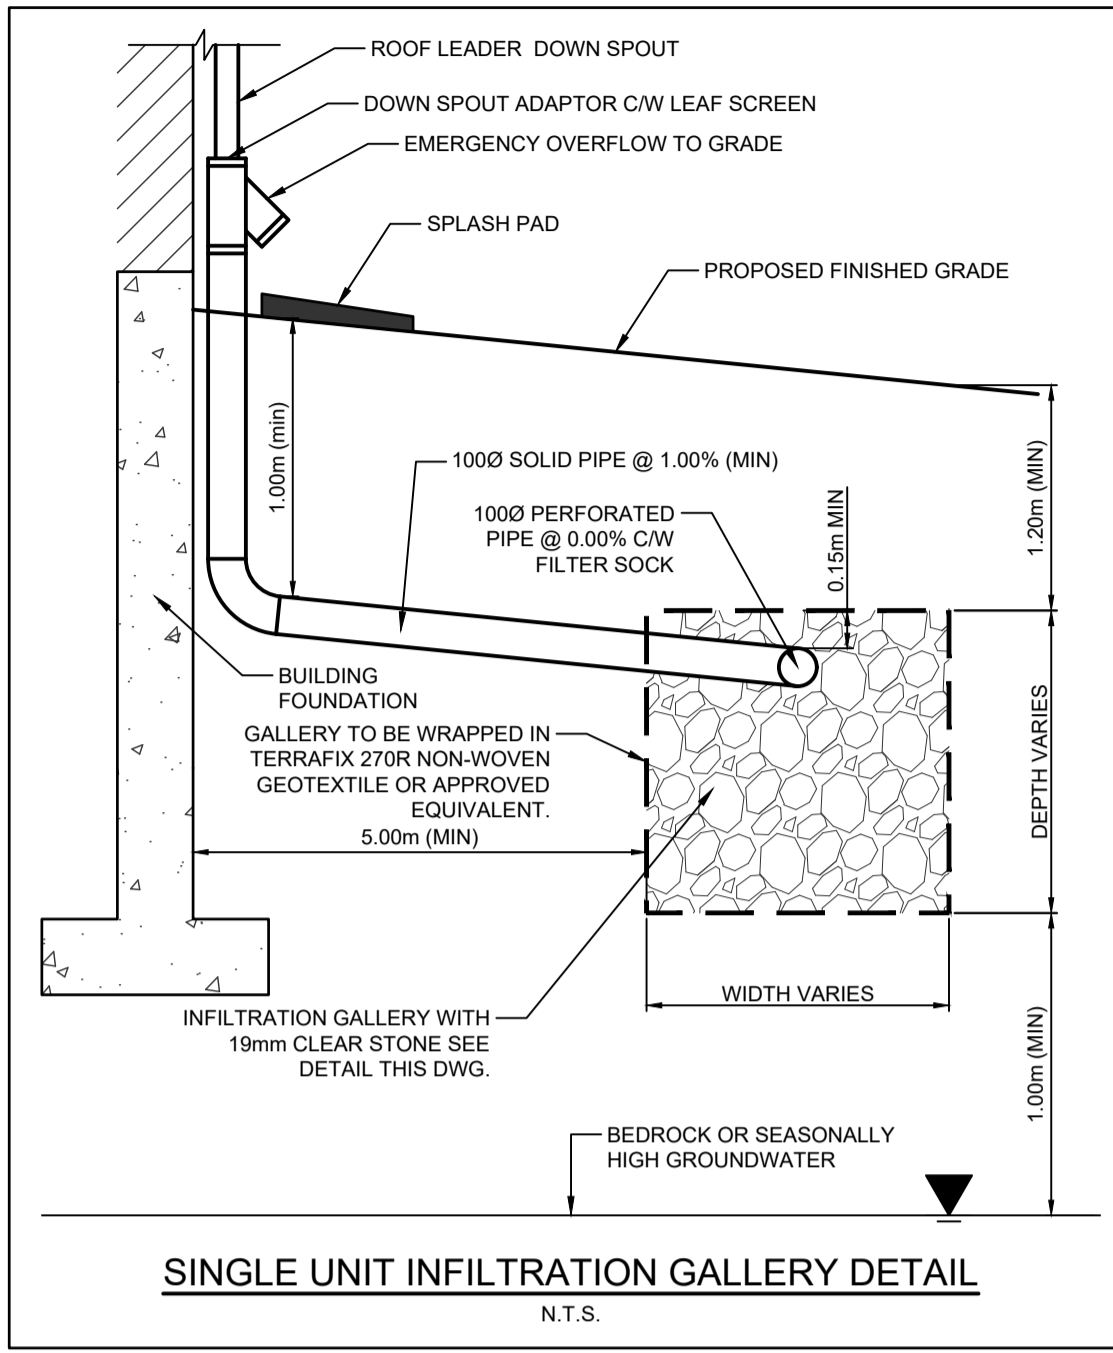 ROOF LEADER DOWN SPOUT
DOWN SPOUT ADAPTOR C/W LEAF SCREEN
EMERGENCY OVERFLOW TO GRADE
SPLASH PAD
PROPOSED FINISHED GRADE
1.00m (min)
100Ø SOLID PIPE @ 1.00% (MIN)
100Ø PERFORATED
PIPE @ 0.00% C/W
FILTER SOCK
0.15m MIN
1.20m (MIN)
BUILDING
FOUNDATION
GALLERY TO BE WRAPPED IN
TERRAFIX 270R NON-WOVEN
GEOTEXTILE OR APPROVED
EQUIVALENT.
5.00m (MIN)
DEPTH VARIES
WIDTH VARIES
INFILTRATION GALLERY WITH
19mm CLEAR STONE SEE
DETAIL THIS DWG.
1.00m (MIN)
BEDROCK OR SEASONALLY
HIGH GROUNDWATER
SINGLE UNIT INFILTRATION GALLERY DETAIL
N.T.S.